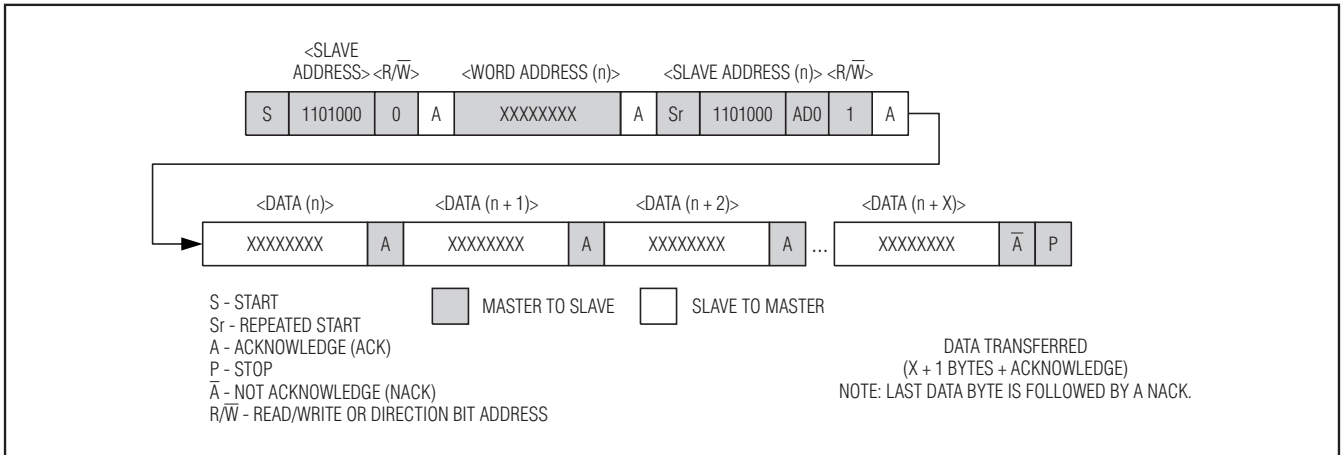 <SLAVE
ADDRESS> <R/W̅> <WORD ADDRESS (n)> <SLAVE ADDRESS (n)> <R/W̅>
S 1101000 0 A XXXXXXXX A Sr 1101000 AD0 1 A
<DATA (n)> <DATA (n + 1)> <DATA (n + 2)> <DATA (n + X)>
XXXXXXXX A XXXXXXXX A XXXXXXXX A ... XXXXXXXX A̅ P
S - START
Sr - REPEATED START
A - ACKNOWLEDGE (ACK)
P - STOP
A̅ - NOT ACKNOWLEDGE (NACK)
R/W̅ - READ/WRITE OR DIRECTION BIT ADDRESS
MASTER TO SLAVE SLAVE TO MASTER
DATA TRANSFERRED
(X + 1 BYTES + ACKNOWLEDGE)
NOTE: LAST DATA BYTE IS FOLLOWED BY A NACK.